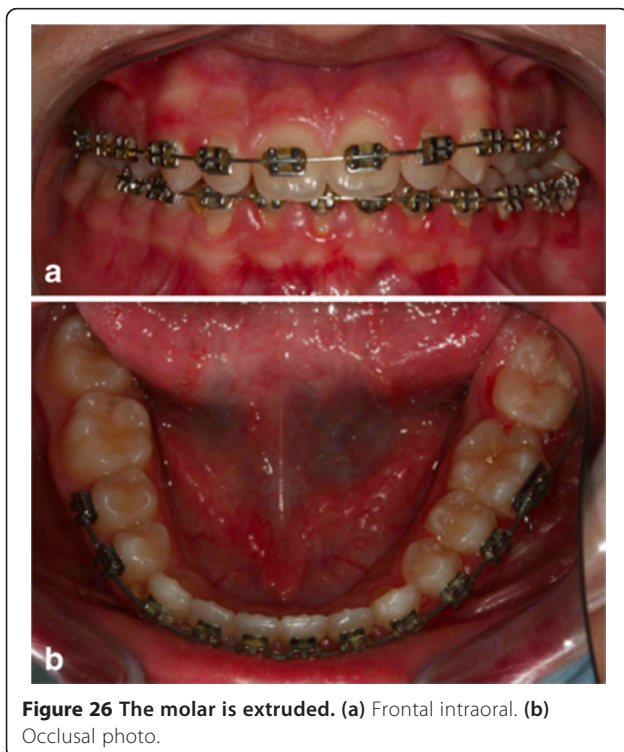 a
b
Figure 26 The molar is extruded. (a) Frontal intraoral. (b)
Occlusal photo.